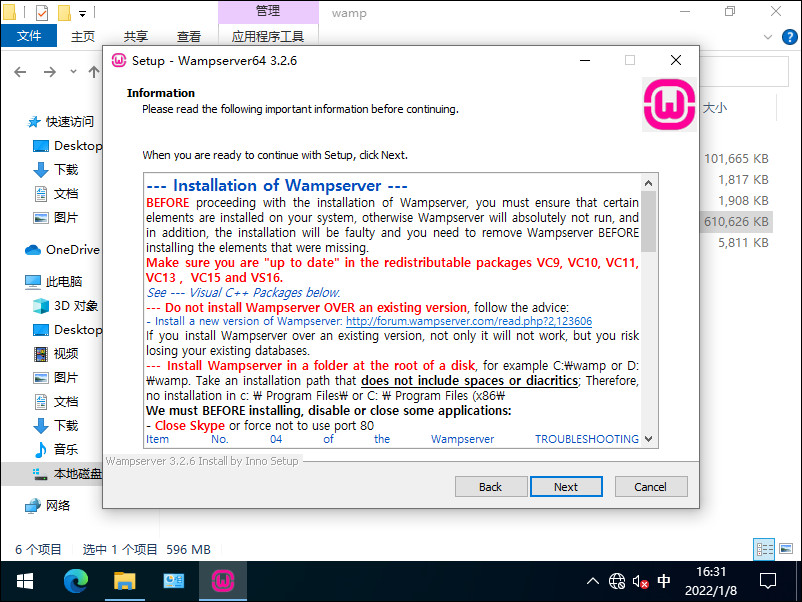 管理
wamp
文件
主页
共享
查看
应用程序工具
Setup - Wampserver64 3.2.6
Information
Please read the following important information before continuing.
大小
快速访问
Desktop
下载
文档
图片
OneDrive
此电脑
3D 对象
Desktop
视频
图片
文档
下载
音乐
本地磁盘
网络
When you are ready to continue with Setup, click Next.
--- Installation of Wampserver ---
BEFORE proceeding with the installation of Wampserver, you must ensure that certain
elements are installed on your system, otherwise Wampserver will absolutely not run, and
in addition, the installation will be faulty and you need to remove Wampserver BEFORE
installing the elements that were missing.
Make sure you are "up to date" in the redistributable packages VC9, VC10, VC11,
VC13 , VC15 and VS16.
See --- Visual C++ Packages below.
--- Do not install Wampserver OVER an existing version, follow the advice:
- Install a new version of Wampserver: http://forum.wampserver.com/read.php?2,123606
If you install Wampserver over an existing version, not only it will not work, but you risk
losing your existing databases.
--- Install Wampserver in a folder at the root of a disk, for example C:₩wamp or D:
₩wamp. Take an installation path that does not include spaces or diacritics; Therefore,
no installation in c: ₩ Program Files₩ or C: ₩ Program Files (x86₩
We must BEFORE installing, disable or close some applications:
- Close Skype or force not to use port 80
Item No. 04 of the Wampserver TROUBLESHOOTING
101,665 KB
1,817 KB
1,908 KB
610,626 KB
5,811 KB
Wampserver 3.2.6 Install by Inno Setup
Back
Next
Cancel
6 个项目
选中 1 个项目 596 MB
中
16:31
2022/1/8